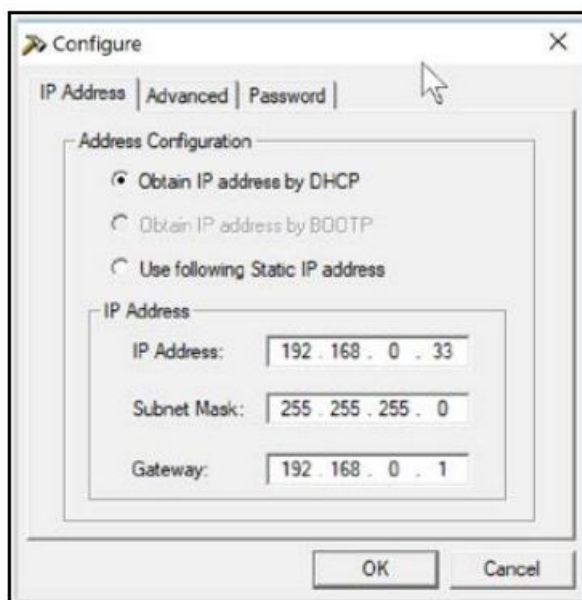 Configure
IP Address Advanced Password
Address Configuration
Obtain IP address by DHCP
Obtain IP address by BOOTP
Use following Static IP address
IP Address
IP Address: 192 . 168 . 0 . 33
Subnet Mask: 255 . 255 . 255 . 0
Gateway: 192 . 168 . 0 . 1
OK Cancel